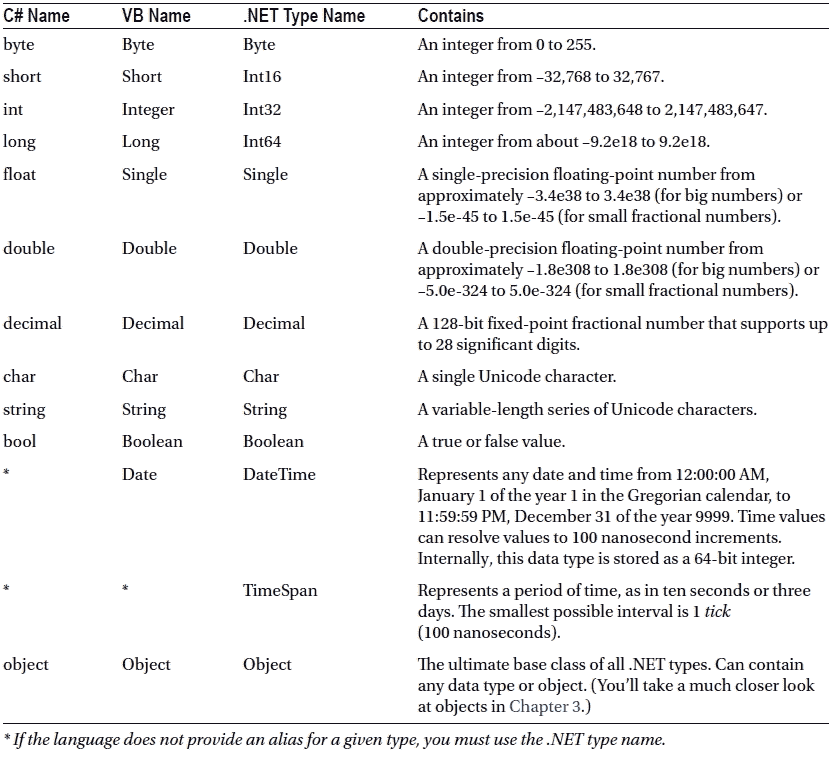 C# Name VB Name .NET Type Name Contains
byte Byte Byte An integer from 0 to 255.
short Short Int16 An integer from –32,768 to 32,767.
int Integer Int32 An integer from –2,147,483,648 to 2,147,483,647.
long Long Int64 An integer from about –9.2e18 to 9.2e18.
float Single Single A single-precision floating-point number from
approximately –3.4e38 to 3.4e38 (for big numbers) or
–1.5e-45 to 1.5e-45 (for small fractional numbers).
double Double Double A double-precision floating-point number from
approximately –1.8e308 to 1.8e308 (for big numbers) or
–5.0e-324 to 5.0e-324 (for small fractional numbers).
decimal Decimal Decimal A 128-bit fixed-point fractional number that supports up
to 28 significant digits.
char Char Char A single Unicode character.
string String String A variable-length series of Unicode characters.
bool Boolean Boolean A true or false value.
* Date DateTime Represents any date and time from 12:00:00 AM,
January 1 of the year 1 in the Gregorian calendar, to
11:59:59 PM, December 31 of the year 9999. Time values
can resolve values to 100 nanosecond increments.
Internally, this data type is stored as a 64-bit integer.
* * TimeSpan Represents a period of time, as in ten seconds or three
days. The smallest possible interval is 1 tick
(100 nanoseconds).
object Object Object The ultimate base class of all .NET types. Can contain
any data type or object. (You’ll take a much closer look
at objects in Chapter 3.)
* If the language does not provide an alias for a given type, you must use the .NET type name.